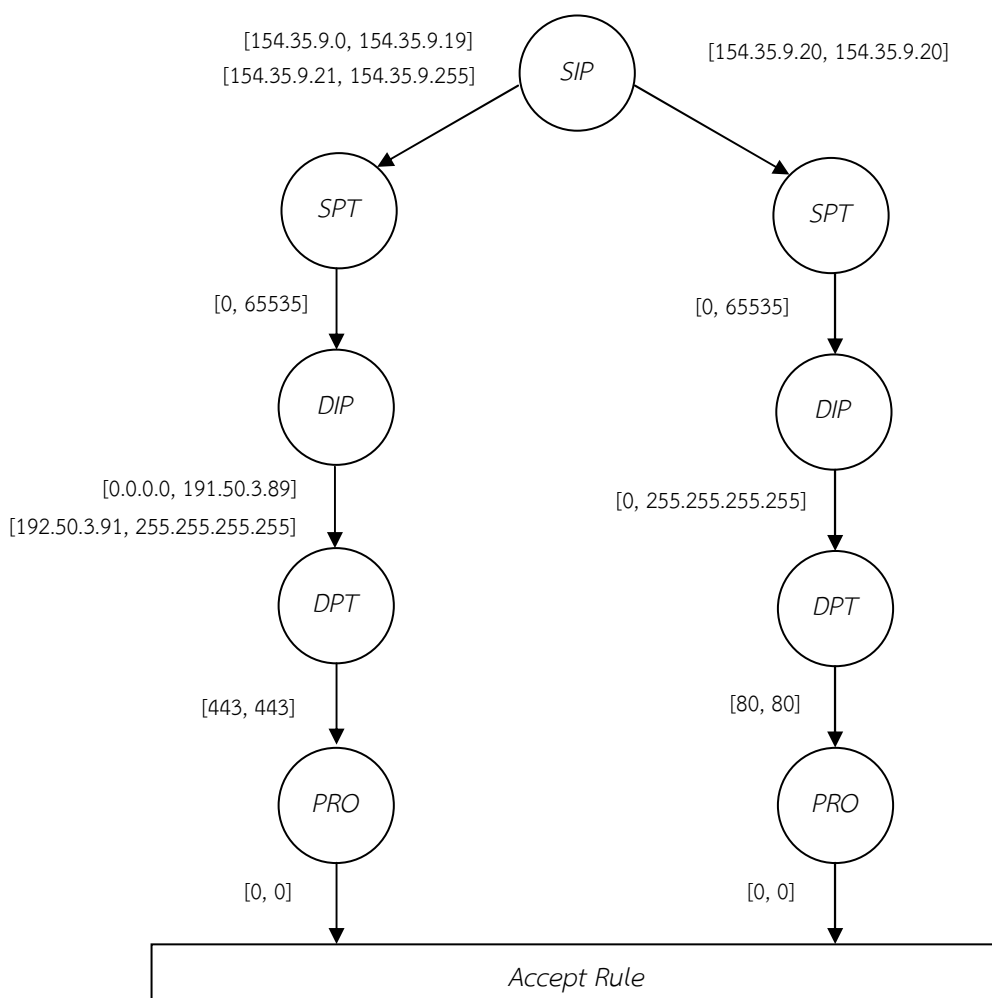 [154.35.9.0, 154.35.9.19]
[154.35.9.21, 154.35.9.255]
SIP
[154.35.9.20, 154.35.9.20]
SPT
SPT
[0, 65535]
[0, 65535]
DIP
DIP
[0.0.0.0, 191.50.3.89]
[192.50.3.91, 255.255.255.255]
[0, 255.255.255.255]
DPT
DPT
[443, 443]
[80, 80]
PRO
PRO
[0, 0]
[0, 0]
Accept Rule